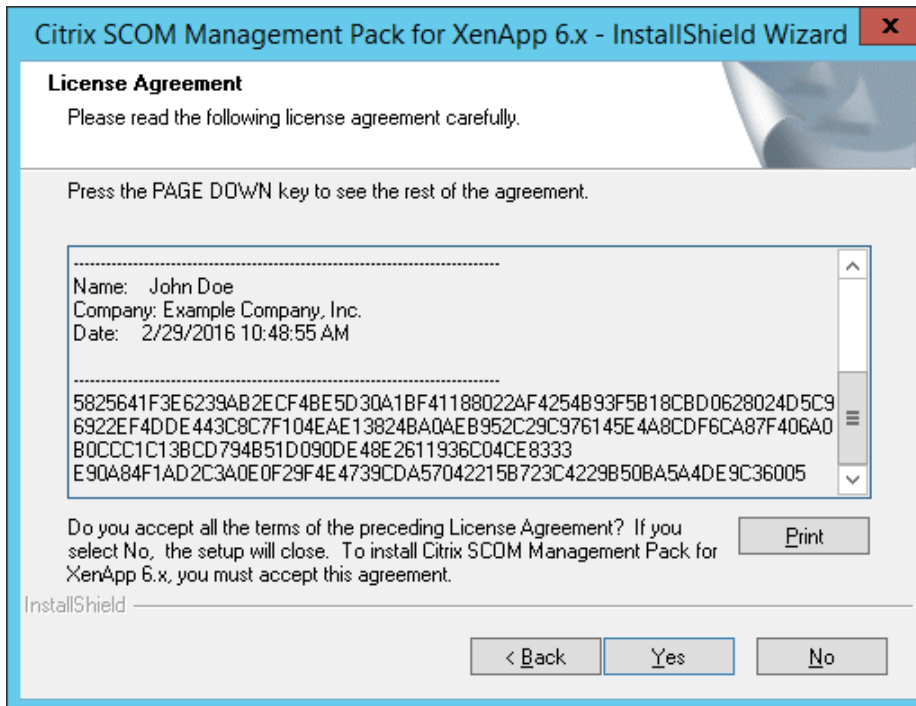 Citrix SCOM Management Pack for XenApp 6.x - InstallShield Wizard
x
License Agreement
Please read the following license agreement carefully.
Press the PAGE DOWN key to see the rest of the agreement.
--------------------------------------------------------------------------------
Name: John Doe
Company: Example Company, Inc.
Date: 2/29/2016 10:48:55 AM
--------------------------------------------------------------------------------
5825641F3E6239AB2ECF4BE5D30A1BF41188022AF4254B93F5B18CBD0628024D5C9
6922EF4DDE443C8C7F104EAE13824BA0AEB952C29C976145E4A8CDF6CA87F406A0
B0CCC1C13BCD794B51D090DE48E2611936C04CE8333
E90A84F1AD2C3A0E0F29F4E4739CDA57042215B723C4229B50BA5A4DE9C36005
Do you accept all the terms of the preceding License Agreement? If you
select No, the setup will close. To install Citrix SCOM Management Pack for
XenApp 6.x, you must accept this agreement.
Print
InstallShield
< Back
Yes
No